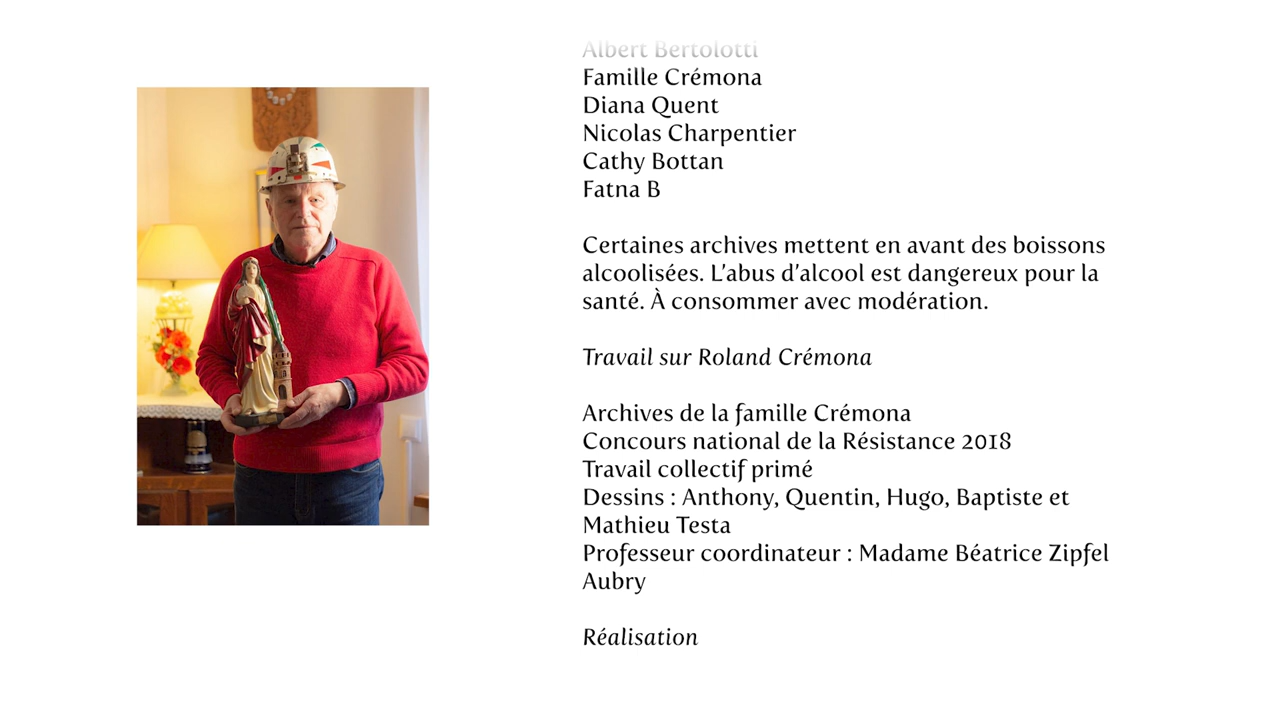 Albert Bertolotti
Famille Crémona
Diana Quent
Nicolas Charpentier
Cathy Bottan
Fatna B
Certaines archives mettent en avant des boissons
alcoolisées. L'abus d'alcool est dangereux pour la
santé. À consommer avec modération.
Travail sur Roland Crémona
Archives de la famille Crémona
Concours national de la Résistance 2018
Travail collectif primé
Dessins : Anthony, Quentin, Hugo, Baptiste et
Mathieu Testa
Professeur coordinateur : Madame Béatrice Zipfel
Aubry
Réalisation